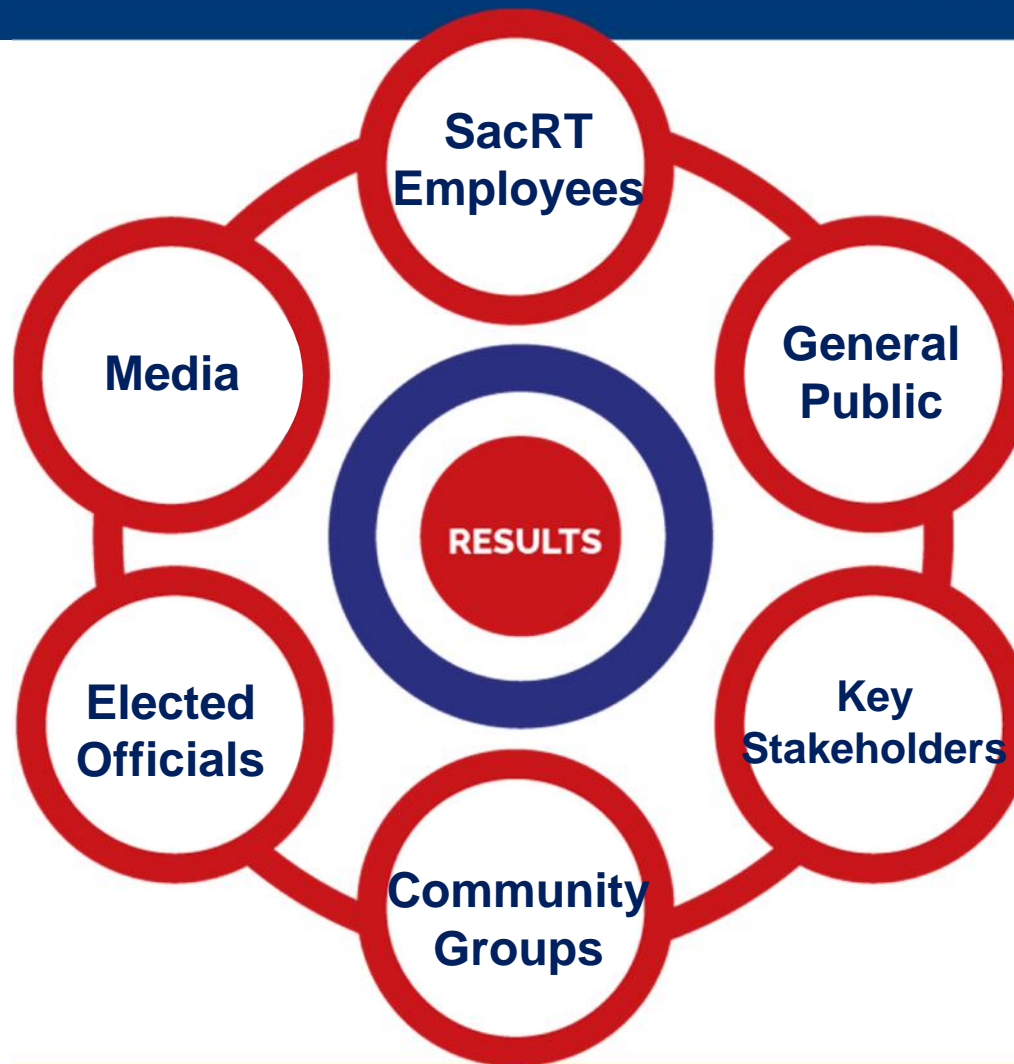 SacRT
Employees
General
Public
Key
Stakeholders
Community
Groups
Elected
Officials
Media
RESULTS